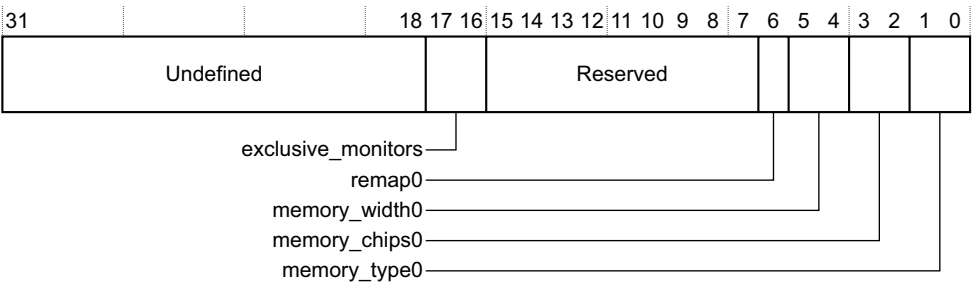 31 18 17 16 15 14 13 12 11 10 9 8 7 6 5 4 3 2 1 0
Undefined Reserved
exclusive_monitors
remap0
memory_width0
memory_chips0
memory_type0